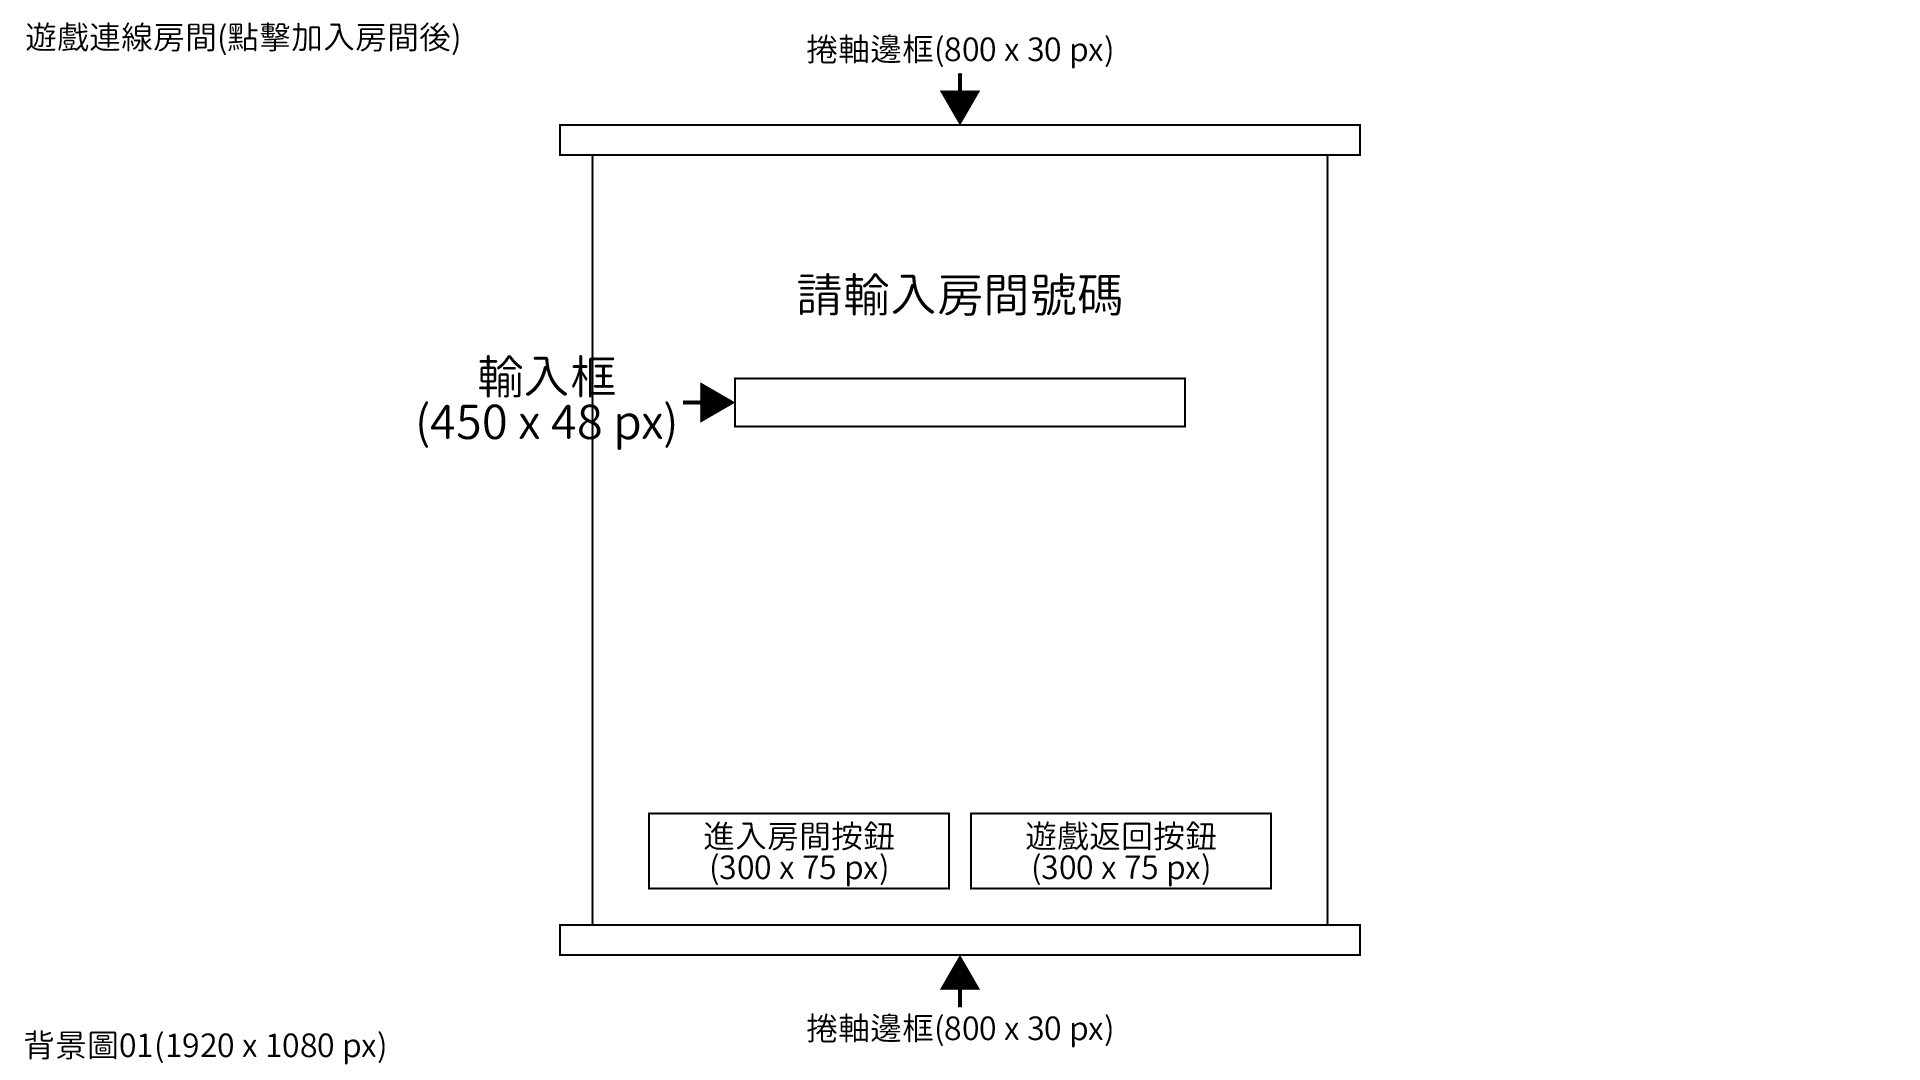 遊戲連線房間(點擊加入房間後)
捲軸邊框(800 x 30 px)
請輸入房間號碼
輸入框
(450 x 48 px)
進入房間按鈕
(300 x 75 px)
遊戲返回按鈕
(300 x 75 px)
捲軸邊框(800 x 30 px)
背景圖01(1920 x 1080 px)